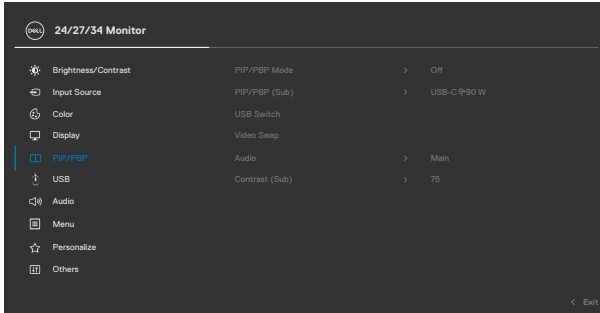 DELL 24/27/34 Monitor
Brightness/Contrast PIP/PBP Mode > Off
Input Source PIP/PBP (Sub) > USB-C 90 W
Color USB Switch
Display Video Swap
PIP/PBP Audio > Main
USB Contrast (Sub) > 75
Audio
Menu
Personalize
Others
< Exit